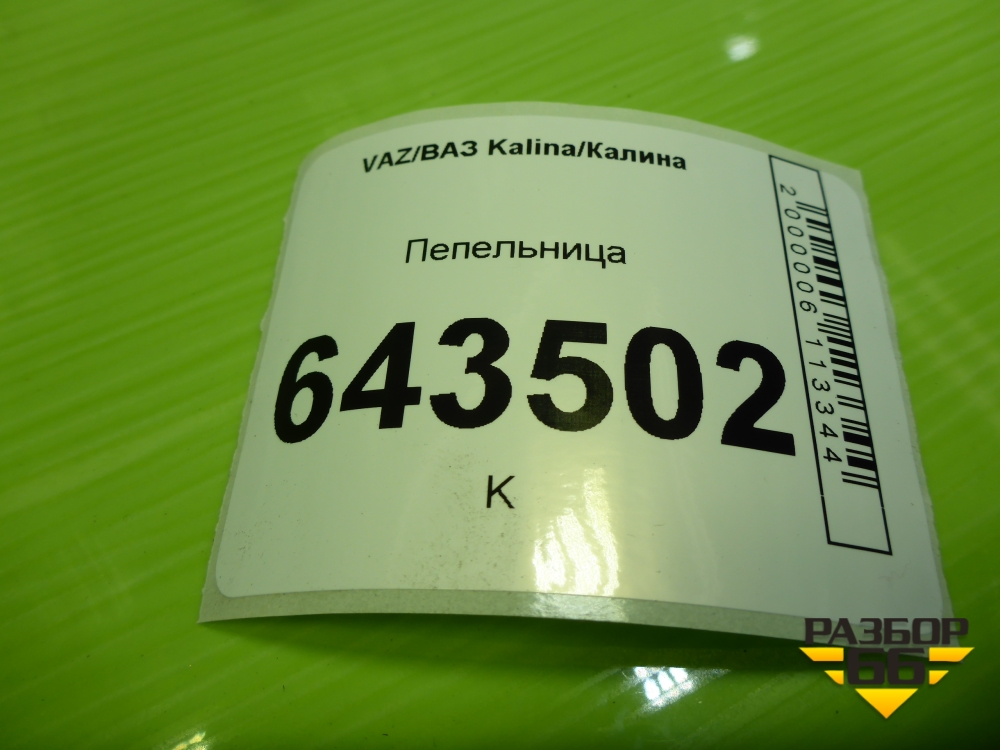 VAZ/ВАЗ Kalina/Калина
Пепельница
643502
К
2000006113344
РАЗБОР
66